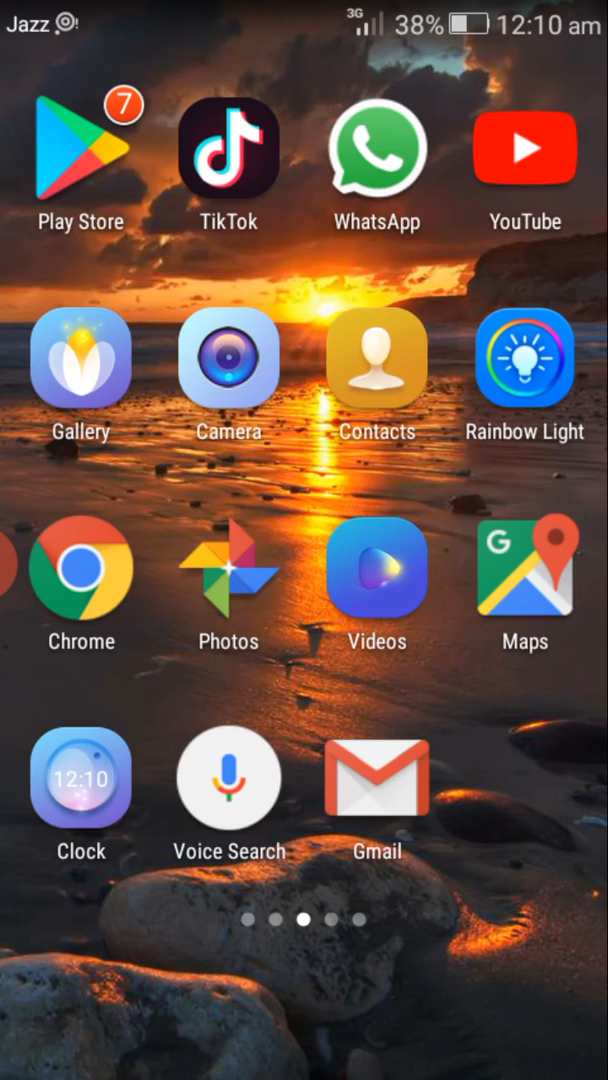 Jazz 3G 38% 12:10 am
7
Play Store TikTok WhatsApp YouTube
Gallery Camera Contacts Rainbow Light
G
Chrome Photos Videos Maps
12:10
Clock Voice Search Gmail